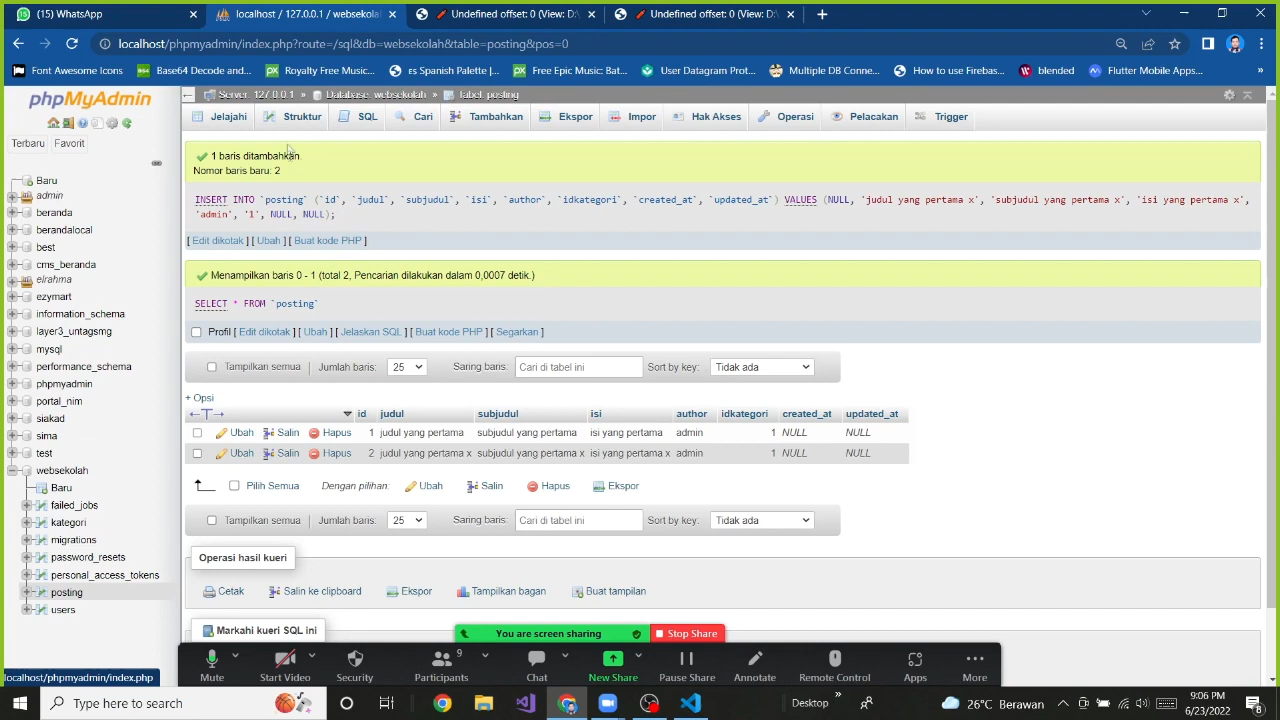 (15) WhatsApp
localhost / 127.0.0.1 / websekolah
Undefined offset: 0 (View: D:\
Undefined offset: 0 (View: D:\
localhost/phpmyadmin/index.php?route=/sql&db=websekolah&table=posting&pos=0
Font Awesome Icons
Base64 Decode and...
Royalty Free Music...
 εs Spanish Palette |...
Free Epic Music: Bat...
User Datagram Prot...
Multiple DB Conne...
How to use Firebas...
blended
Flutter Mobile Apps...
»
phpMyAdmin
Server: 127.0.0.1 » Database: websekolah » Tabel: posting
Jelajahi Struktur SQL Cari Tambahkan Ekspor Impor Hak Akses Operasi Pelacakan Trigger
Terbaru Favorit
Baru
admin
beranda
berandalocal
best
cms_beranda
elrahma
ezymart
information_schema
layer3_untagsmg
mysql
performance_schema
phpmyadmin
portal_nim
siakad
sima
test
websekolah
Baru
failed_jobs
kategori
migrations
password_resets
personal_access_tokens
posting
users
1 baris ditambahkan.
Nomor baris baru: 2
INSERT INTO `posting` (`id`, `judul`, `subjudul`, `isi`, `author`, `idkategori`, `created_at`, `updated_at`) VALUES (NULL, 'judul yang pertama x', 'subjudul yang pertama x', 'isi yang pertama x',
'admin', '1', NULL, NULL);
[ Edit dikotak ] [ Ubah ] [ Buat kode PHP ]
Menampilkan baris 0 - 1 (total 2, Pencarian dilakukan dalam 0,0007 detik.)
SELECT * FROM `posting`
Profil [ Edit dikotak ] [ Ubah ] [ Jelaskan SQL ] [ Buat kode PHP ] [ Segarkan ]
Tampilkan semua | Jumlah baris: 25 Saring baris: Cari di tabel ini Sort by key: Tidak ada
+ Opsi
id judul subjudul isi author idkategori created_at updated_at
Ubah Salin Hapus 1 judul yang pertama subjudul yang pertama isi yang pertama admin 1 NULL NULL
Ubah Salin Hapus 2 judul yang pertama x subjudul yang pertama x isi yang pertama x admin 1 NULL NULL
Pilih Semua Dengan pilihan: Ubah Salin Hapus Ekspor
Tampilkan semua | Jumlah baris: 25 Saring baris: Cari di tabel ini Sort by key: Tidak ada
Operasi hasil kueri
Cetak Salin ke clipboard Ekspor Tampilkan bagan Buat tampilan
Markahi kueri SQL ini
You are screen sharing Stop Share
9
Mute Start Video Security Participants Chat New Share Pause Share Annotate Remote Control Apps More
localhost/phpmyadmin/index.php
Type here to search
Desktop »
26°C Berawan
9:06 PM
6/23/2022
8